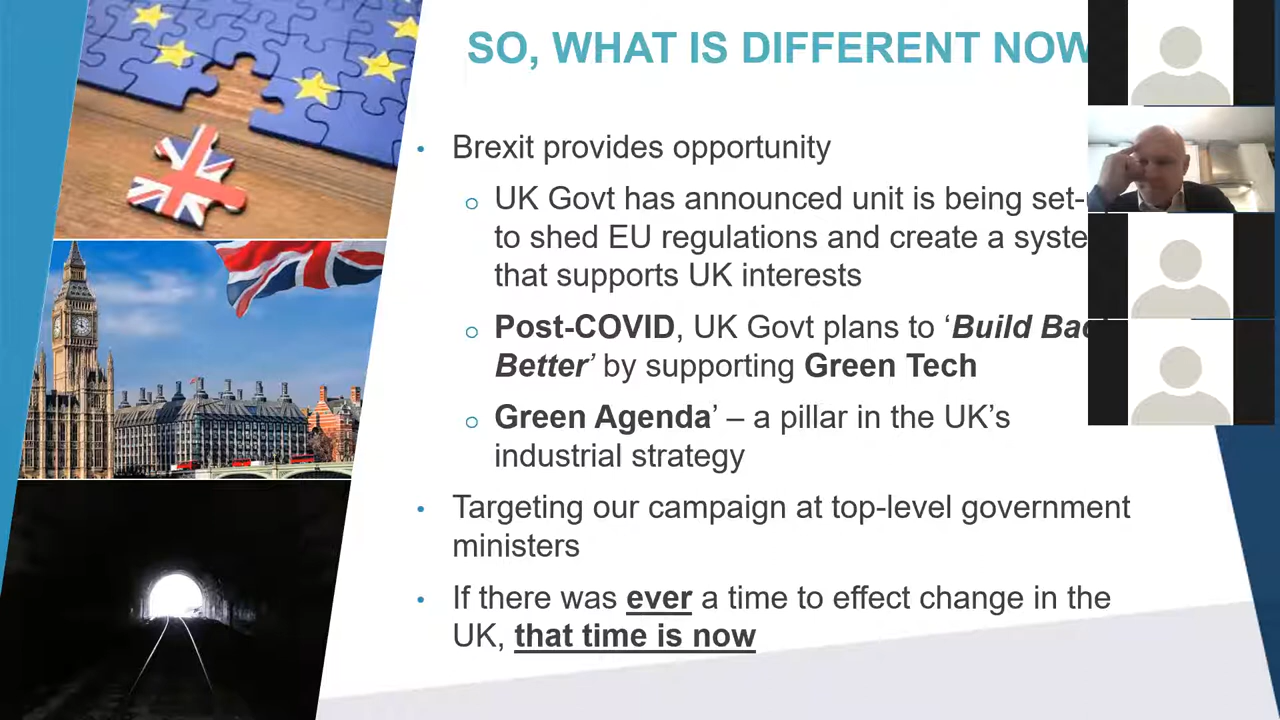 SO, WHAT IS DIFFERENT NOW
• Brexit provides opportunity
o UK Govt has announced unit is being set-
to shed EU regulations and create a syste
that supports UK interests
o Post-COVID, UK Govt plans to ‘Build Bac
Better’ by supporting Green Tech
o Green Agenda’ – a pillar in the UK’s
industrial strategy
• Targeting our campaign at top-level government
ministers
• If there was ever a time to effect change in the
UK, that time is now